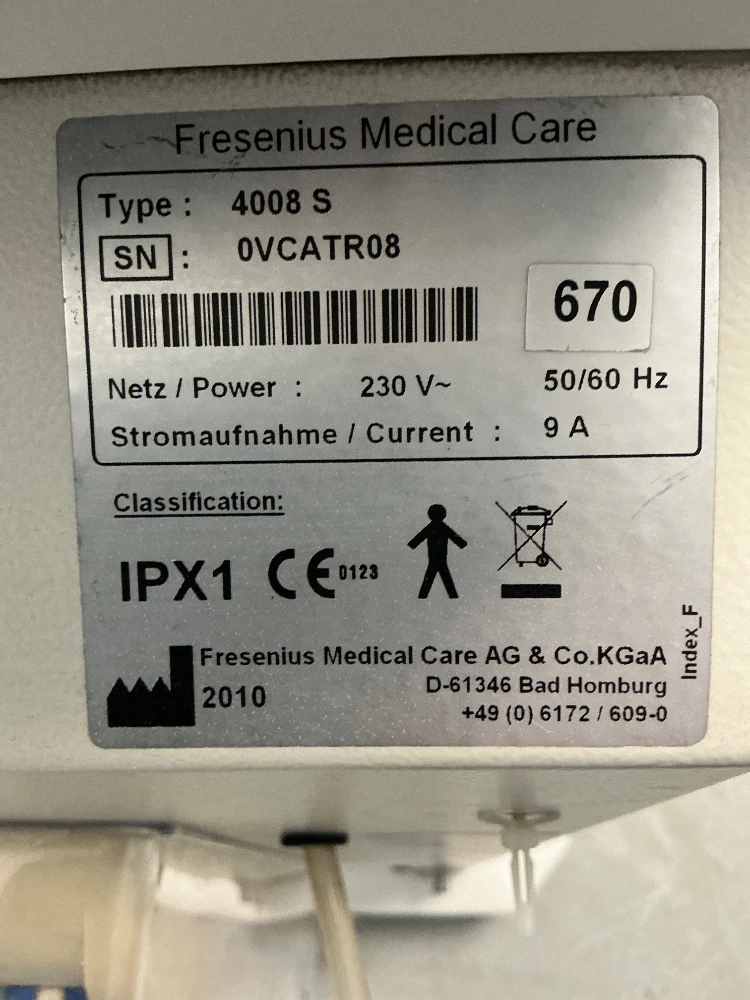 Fresenius Medical Care
Type : 4008 S
SN : 0VCATR08
670
Netz / Power : 230 V~ 50/60 Hz
Stromaufnahme / Current : 9 A
Classification:
IPX1 CE 0123
Fresenius Medical Care AG & Co.KGaA
2010 D-61346 Bad Homburg
+49 (0) 6172 / 609-0
Index_F